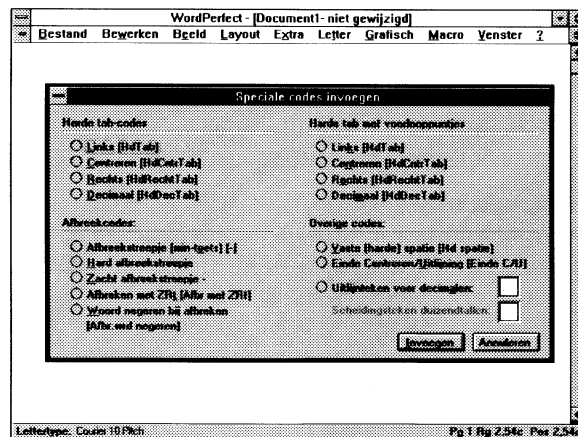 WordPerfect - [Document1- niet gewijzigd]
Bestand Bewerken Beeld Layout Extra Letter Grafisch Macro Venster ?
Speciale codes invoegen
Harde tab-codes
Links [HdTab]
Centreren [HdCntrTab]
Rechts [HdRechtTab]
Decimaal [HdDecTab]
Harde tab met voorlooppuntjes
Links [HdTab]
Centreren [HdCntrTab]
Rechts [HdRechtTab]
Decimaal [HdDecTab]
Afbreekcodes:
Afbreekstreepje [min-toets] [-]
Hard afbreekstreepje
Zacht afbreekstreepje -
Afbreken met ZRt [Afbr met ZRt]
Woord negeren bij afbreken
[Afbr.wrd negeren]
Overige codes:
Vaste [harde] spatie [Hd spatie]
Einde Centreren/Uitlijning [Einde C/U]
Uitlijnteken voor decimalen:
Scheidingsteken duizendtallen:
Invoegen Annuleren
Lettertype: Courier 10 Pitch Pg 1 Rg 2,54c Pos 2,54c